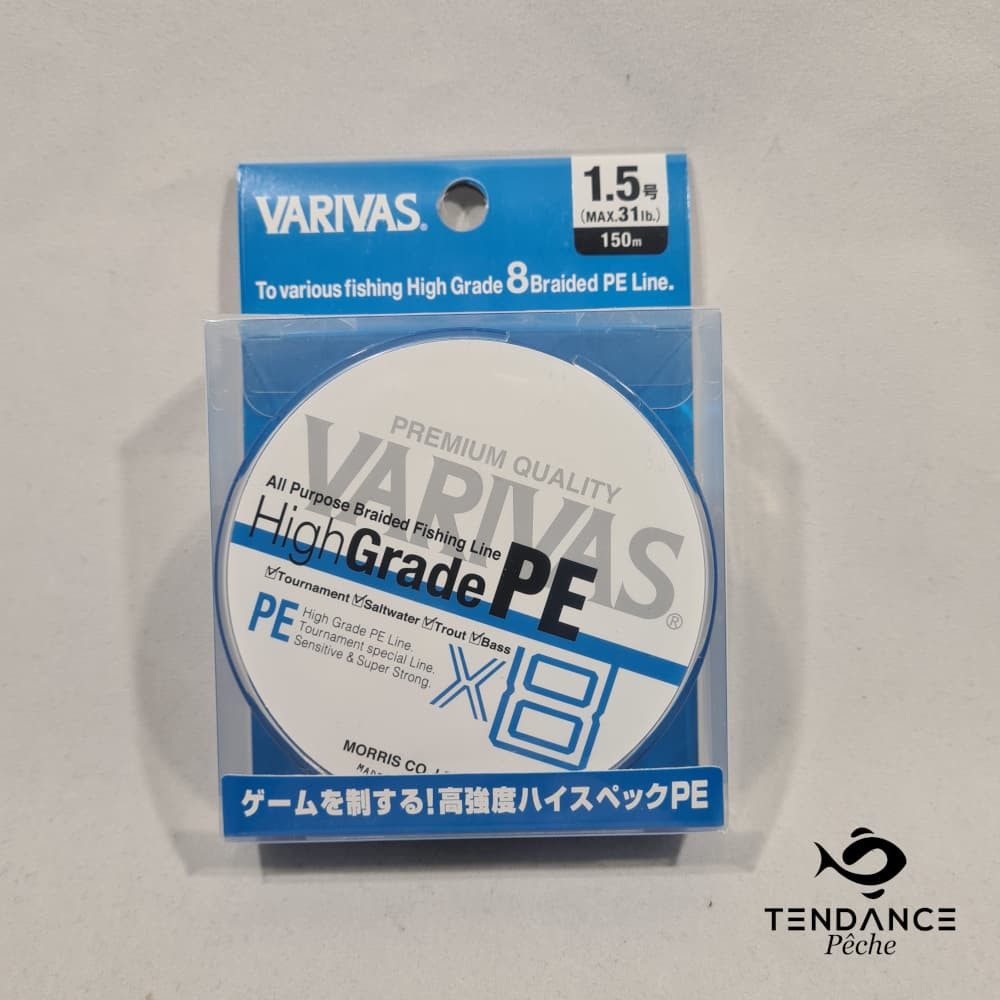 VARIVAS®
1.5号
(MAX.31lb.)
150m
To various fishing High Grade 8 Braided PE Line.
PREMIUM QUALITY
VARIVAS®
All Purpose Braided Fishing Line
HighGrade PE
☑Tournament ☑Saltwater ☑Trout ☑Bass
PE
High Grade PE Line.
Tournament special Line.
Sensitive & Super Strong.
X8
MORRIS CO.
ゲームを制する!高強度ハイスペックPE
TENDANCE
Pêche